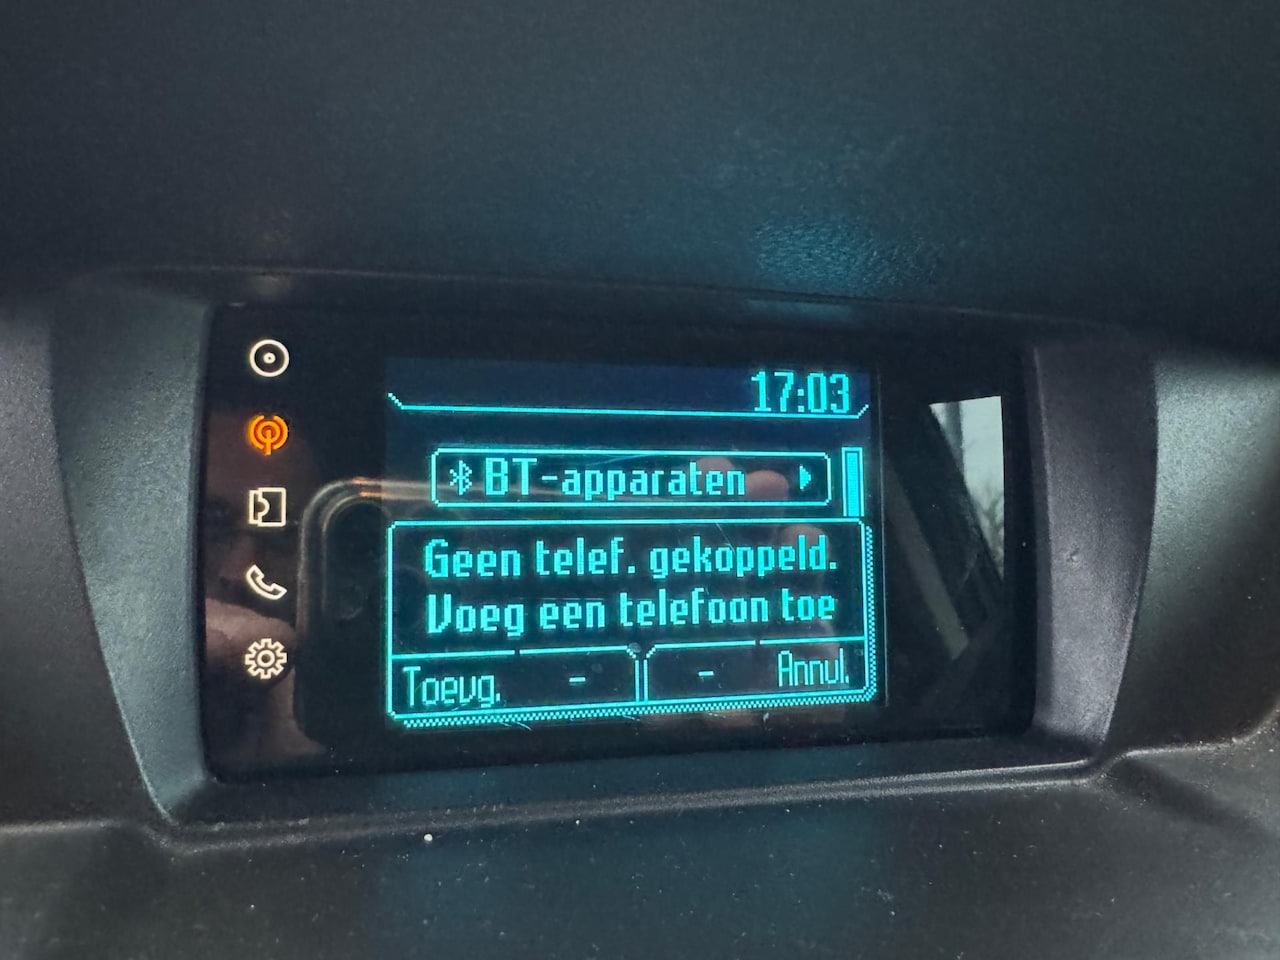 17:03
BT-apparaten
Geen telef. gekoppeld.
Voeg een telefoon toe
Toevg. - - Annul.